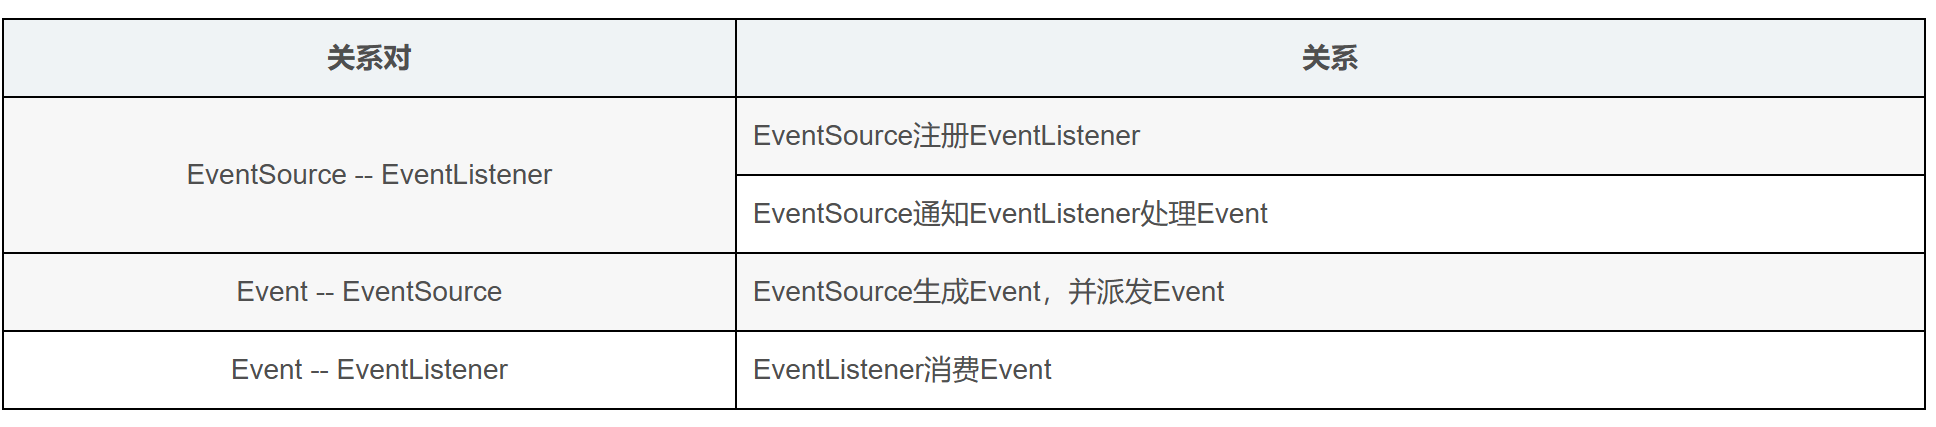 关系对
关系
EventSource -- EventListener
EventSource注册EventListener
EventSource通知EventListener处理Event
Event -- EventSource
EventSource生成Event，并派发Event
Event -- EventListener
EventListener消费Event